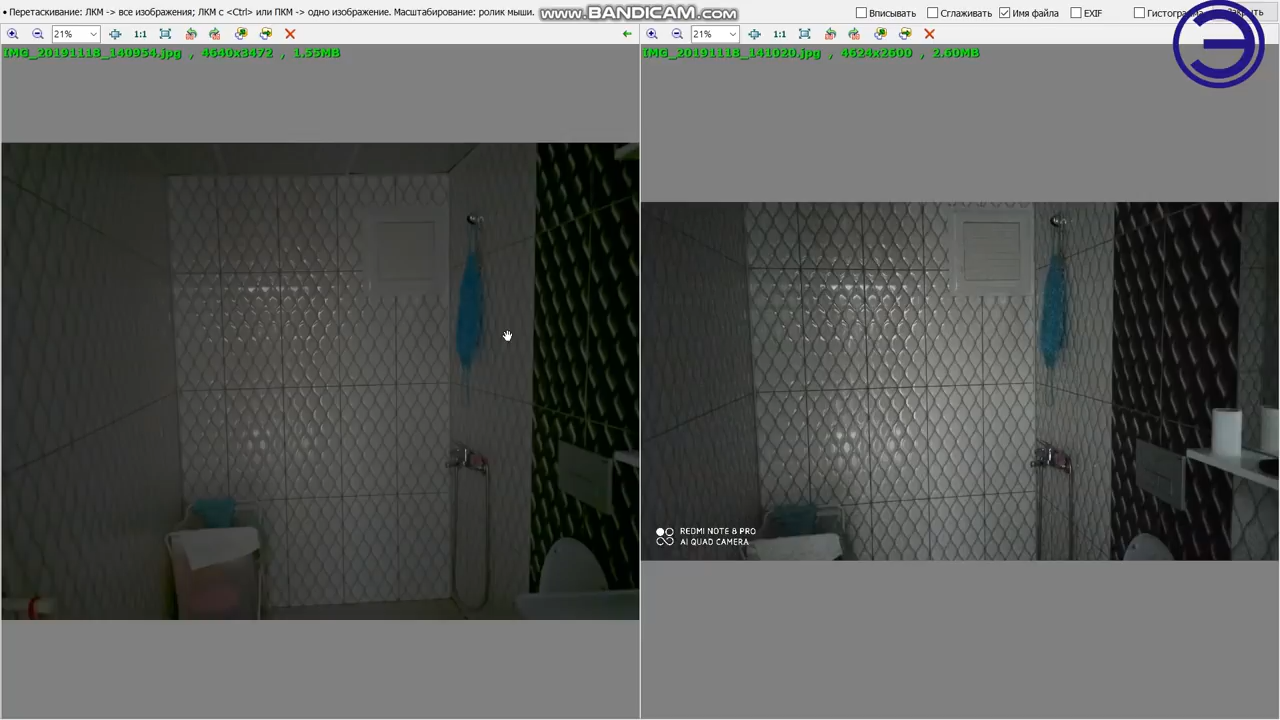 • Перетаскивание: ЛКМ -> все изображения; ЛКМ с <Ctrl> или ПКМ -> одно изображение. Масштабирование: ролик мыши.
www.BANDICAM.com
Вписывать
Сглаживать
Имя файла
EXIF
21%
1:1
21%
1:1
IMG_20191118_140954.jpg , 4640x3472 , 1.55MB
IMG_20191118_141020.jpg , 4624x2600 , 2.60MB
Э
REDMI NOTE 8 PRO
AI QUAD CAMERA